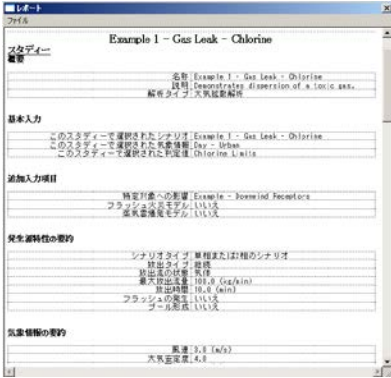 レポート
ファイル
Example 1 - Gas Leak - Chlorine
スタディー
概要
名称 Example 1 - Gas Leak - Chlorine
説明 Demonstrates dispersion of a toxic gas.
解析タイプ 大気拡散解析
基本入力
このスタディーで選択されたシナリオ Example 1 - Gas Leak - Chlorine
このスタディーで選択された気象情報 Day - Urban
このスタディーで選択された判定値 Chlorine Limits
追加入力項目
特定対象への影響 Example - Downwind Receptors
フラッシュ火災モデル いいえ
蒸気雲爆発モデル いいえ
発生源特性の要約
シナリオタイプ 単相または2相のシナリオ
放出タイプ 継続
放出流の状態 気体
最大放出流量 100.0 (kg/min)
放出時間 10.0 (min)
フラッシュの発生 いいえ
プール形成 いいえ
気象情報の要約
風速 3.0 (m/s)
大気安定度 4.0